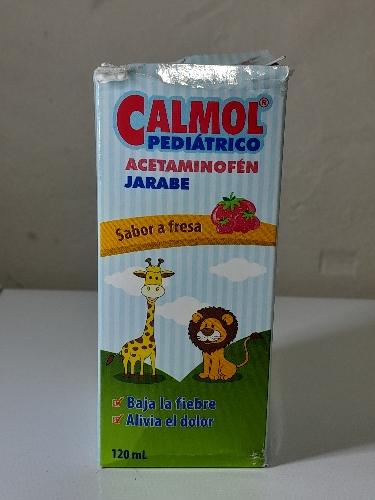 CALMOL®
PEDIÁTRICO
ACETAMINOFÉN
JARABE
Sabor a fresa
Baja la fiebre
Alivia el dolor
120 mL